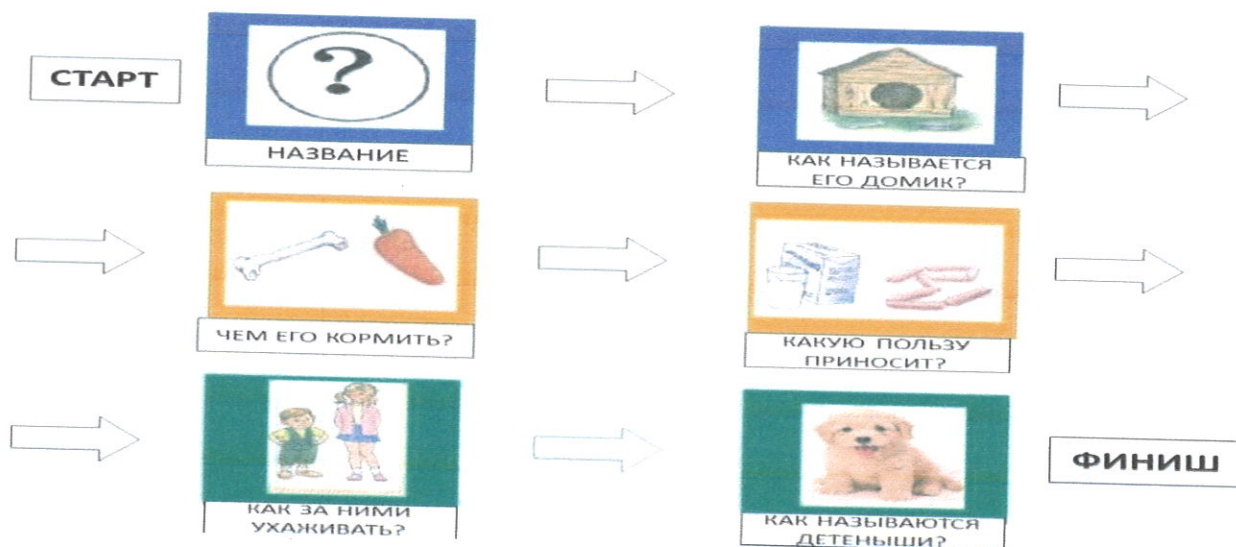 СТАРТ
НАЗВАНИЕ
КАК НАЗЫВАЕТСЯ
ЕГО ДОМИК?
ЧЕМ ЕГО КОРМИТЬ?
КАКУЮ ПОЛЬЗУ
ПРИНОСИТ?
КАК ЗА НИМИ
УХАЖИВАТЬ?
КАК НАЗЫВАЮТСЯ
ДЕТЕНЫШИ?
ФИНИШ